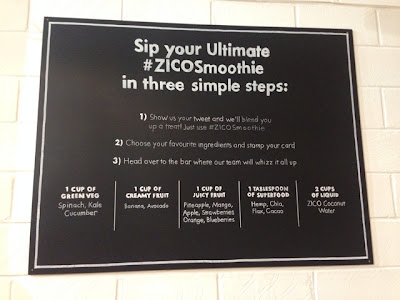 Sip your Ultimate
#ZICOSmoothie
in three simple steps:
1) Show us your tweet and we'll blend you
up a treat! Just use #ZICOSmoothie
2) Choose your favourite ingredients and stamp your card
3) Head over to the bar where our team will whizz it all up
1 CUP OF
GREEN VEG
Spinach, Kale
Cucumber
1 CUP OF
CREAMY FRUIT
Banana, Avocado
1 CUP OF
JUICY FRUIT
Pineapple, Mango,
Apple, Strawberries
Orange, Blueberries
1 TABLESPOON
OF SUPERFOOD
Hemp, Chia,
Flax, Cacao
2 CUPS
OF LIQUID
ZICO Coconut
Water